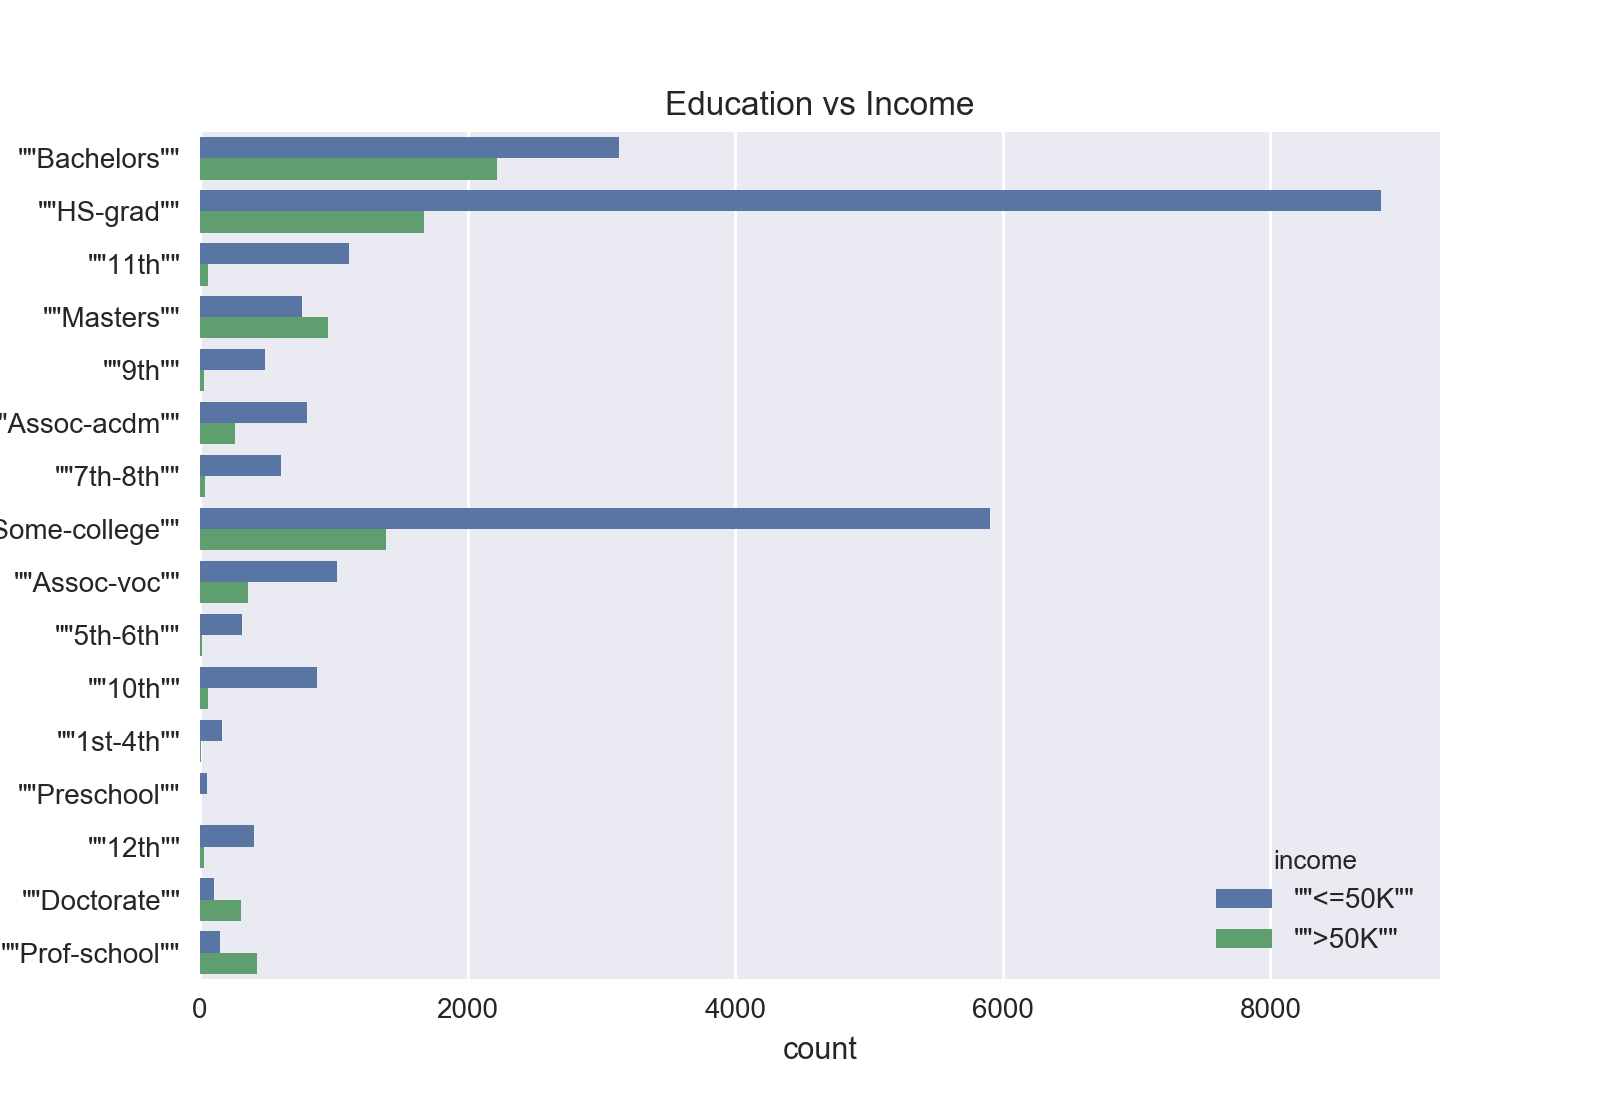 Education vs Income
""Bachelors""
""HS-grad""
""11th""
""Masters""
""9th""
"Assoc-acdm""
""7th-8th""
Some-college""
""Assoc-voc""
""5th-6th""
""10th""
""1st-4th""
""Preschool""
""12th""
""Doctorate""
""Prof-school""
income
""<=50K""
"">50K""
0 2000 4000 6000 8000
count